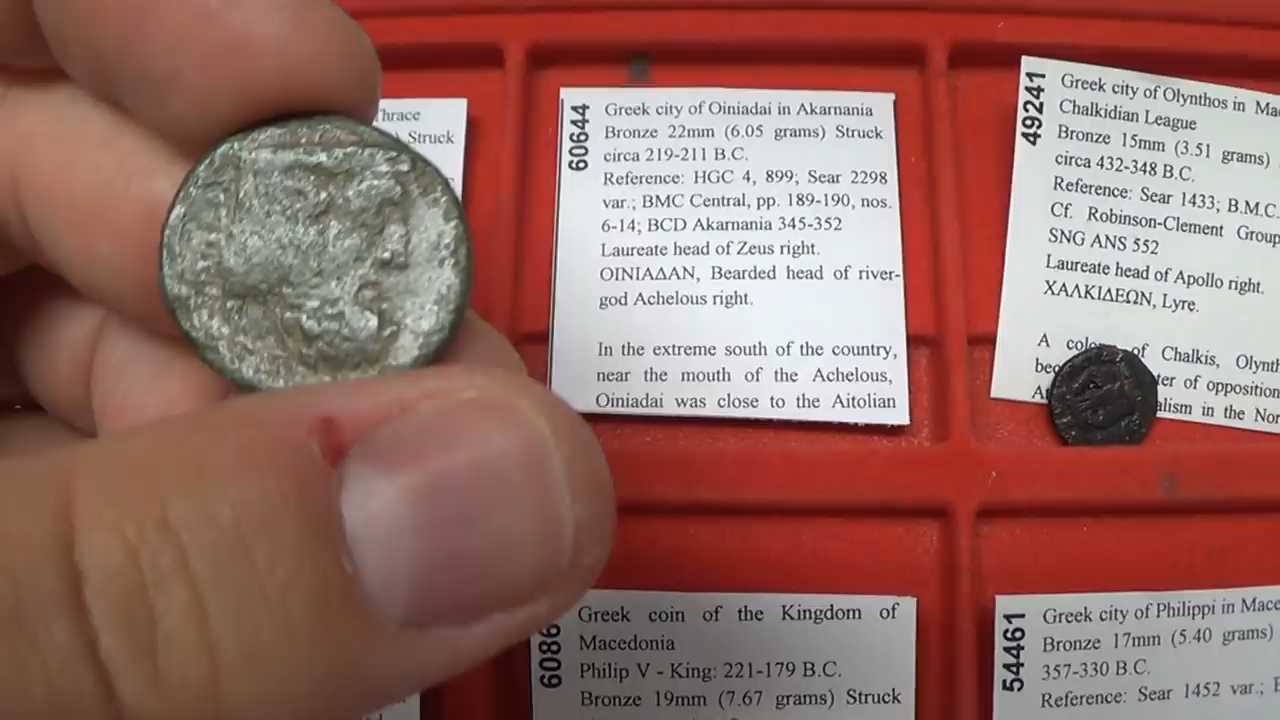 Thrace
Struck
60644
Greek city of Oiniadai in Akarnania
Bronze 22mm (6.05 grams) Struck
circa 219-211 B.C.
Reference: HGC 4, 899; Sear 2298
var.; BMC Central, pp. 189-190, nos.
6-14; BCD Akarnania 345-352
Laureate head of Zeus right.
ΟΙΝΙΑΔΑΝ, Bearded head of river-
god Achelous right.
In the extreme south of the country,
near the mouth of the Achelous,
Oiniadai was close to the Aitolian
49241
Greek city of Olynthos in Ma
Chalkidian League
Bronze 15mm (3.51 grams)
circa 432-348 B.C.
Reference: Sear 1433; B.M.C
Cf. Robinson-Clement Group
SNG ANS 552
Laureate head of Apollo right.
ΧΑΛΚΙΔΕΩΝ, Lyre.
A colony of Chalkis, Olynth
ter of opposition
alism in the Nor
6086
Greek coin of the Kingdom of
Macedonia
Philip V - King: 221-179 B.C.
Bronze 19mm (7.67 grams) Struck
54461
Greek city of Philippi in Mace
Bronze 17mm (5.40 grams)
357-330 B.C.
Reference: Sear 1452 var.;